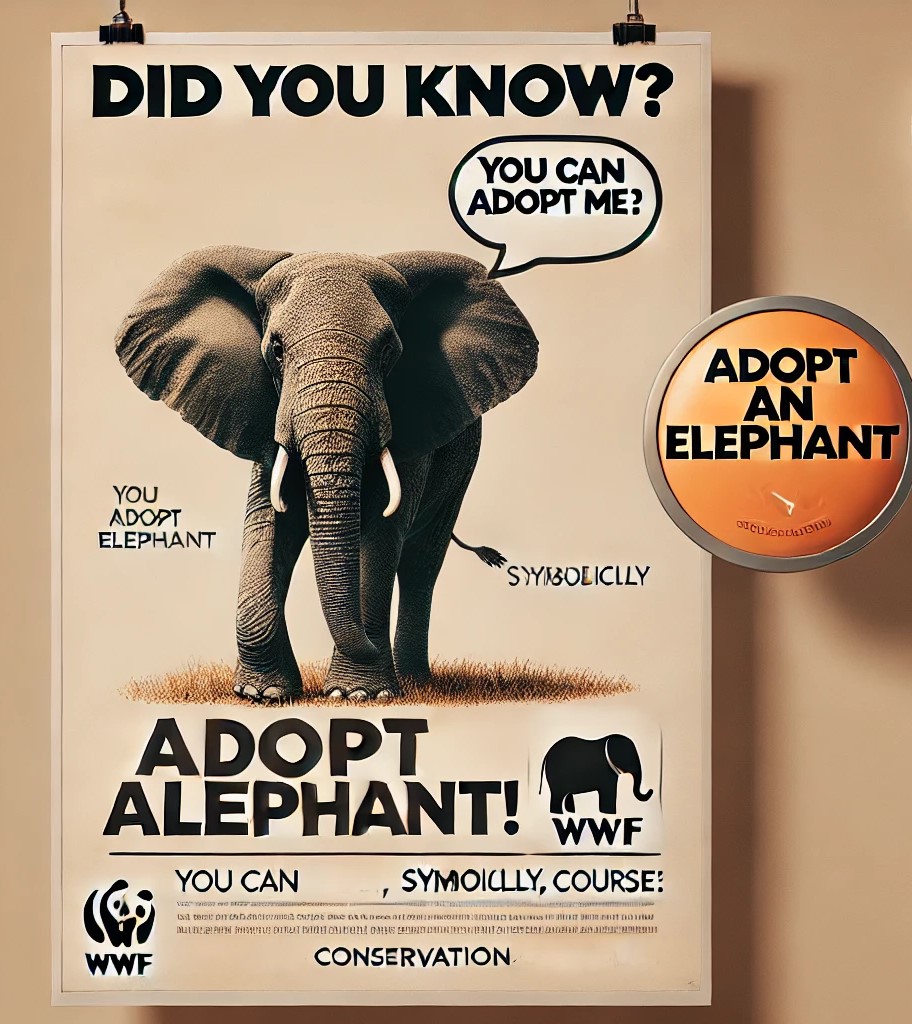 DID YOU KNOW?
YOU CAN
ADOPT ME?
ADOPT
AN
ELEPHANT
YOU
ADOPT
ELEPHANT
SYMBOLICLLY
ADOPT
ALEPHANT!
WWF
YOU CAN , SYMOICLLY, COURSE:
WWF
CONSERVATION.